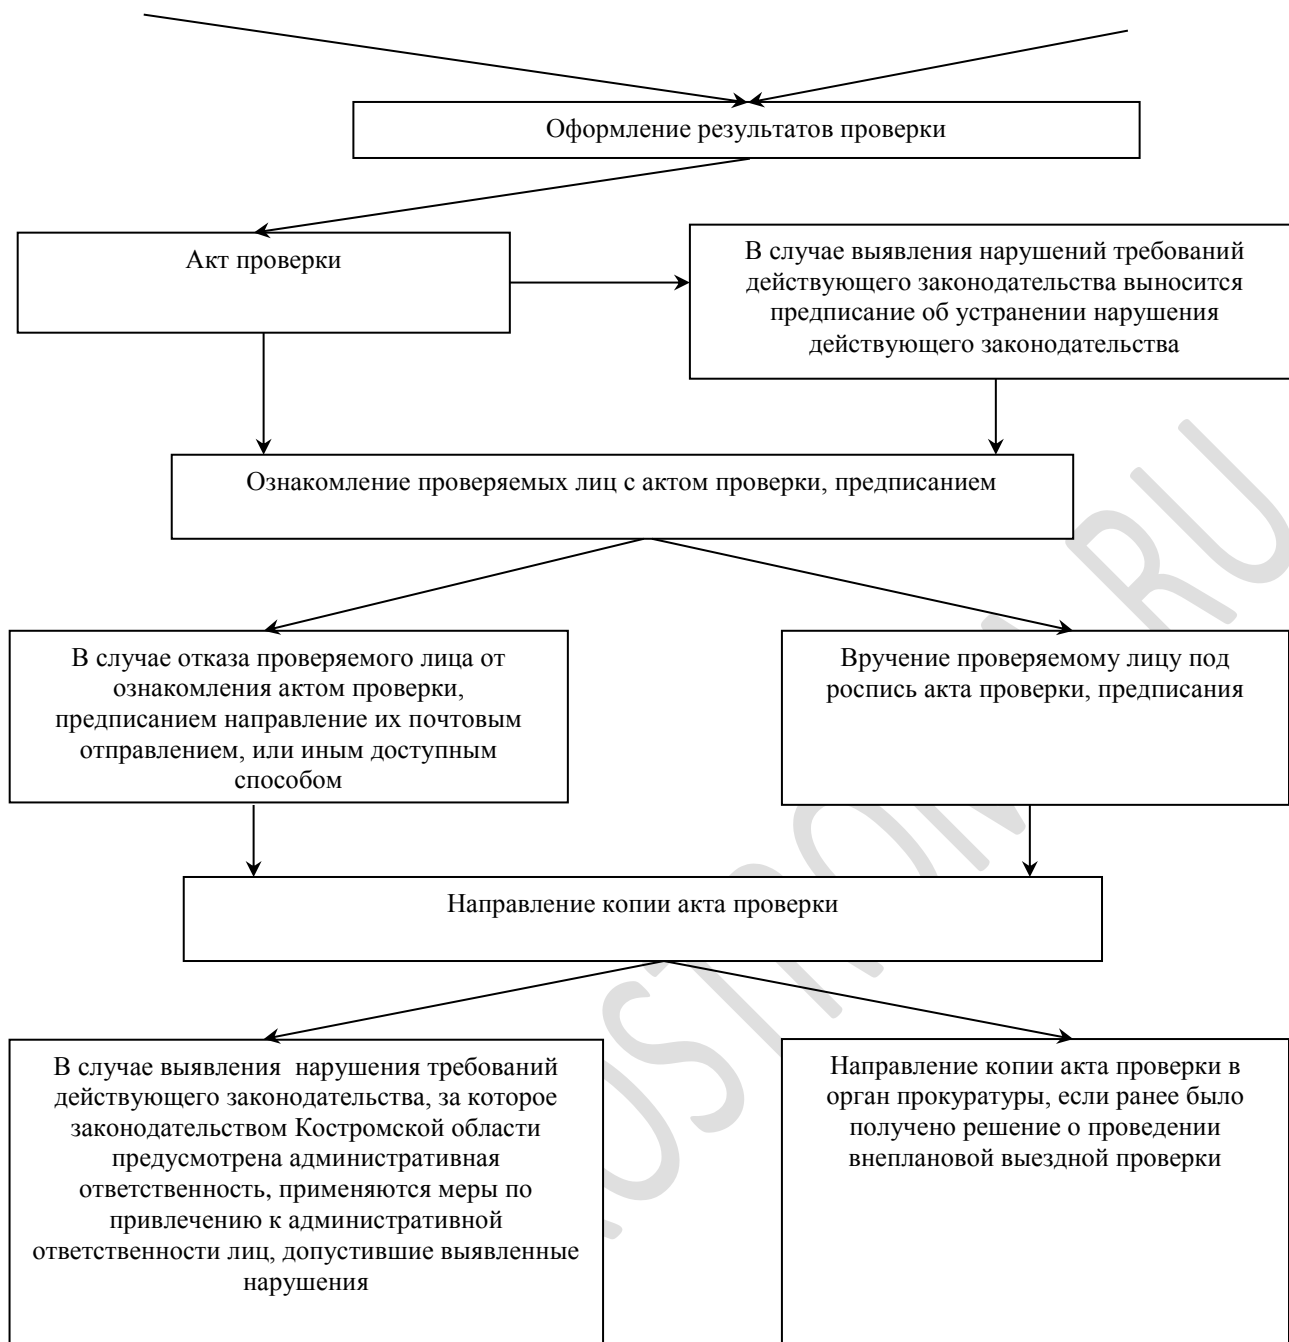 Оформление результатов проверки
Акт проверки
В случае выявления нарушений требований
действующего законодательства выносится
предписание об устранении нарушения
действующего законодательства
Ознакомление проверяемых лиц с актом проверки, предписанием
В случае отказа проверяемого лица от
ознакомления актом проверки,
предписанием направление их почтовым
отправлением, или иным доступным
способом
Вручение проверяемому лицу под
роспись акта проверки, предписания
Направление копии акта проверки
В случае выявления  нарушения требований
действующего законодательства, за которое
законодательством Костромской области
предусмотрена административная
ответственность, применяются меры по
привлечению к административной
ответственности лиц, допустившие выявленные
нарушения
Направление копии акта проверки в
орган прокуратуры, если ранее было
получено решение о проведении
внеплановой выездной проверки